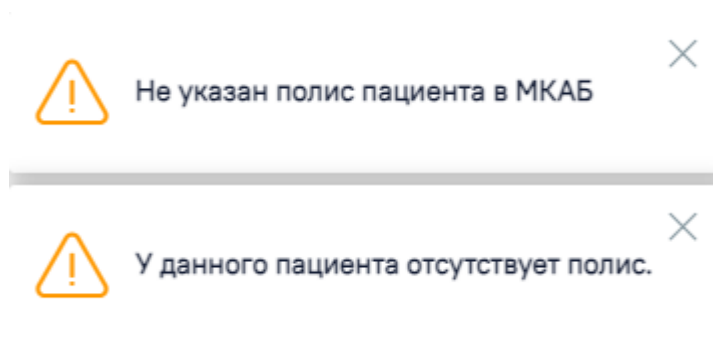 Не указан полис пациента в МКАБ
У данного пациента отсутствует полис.